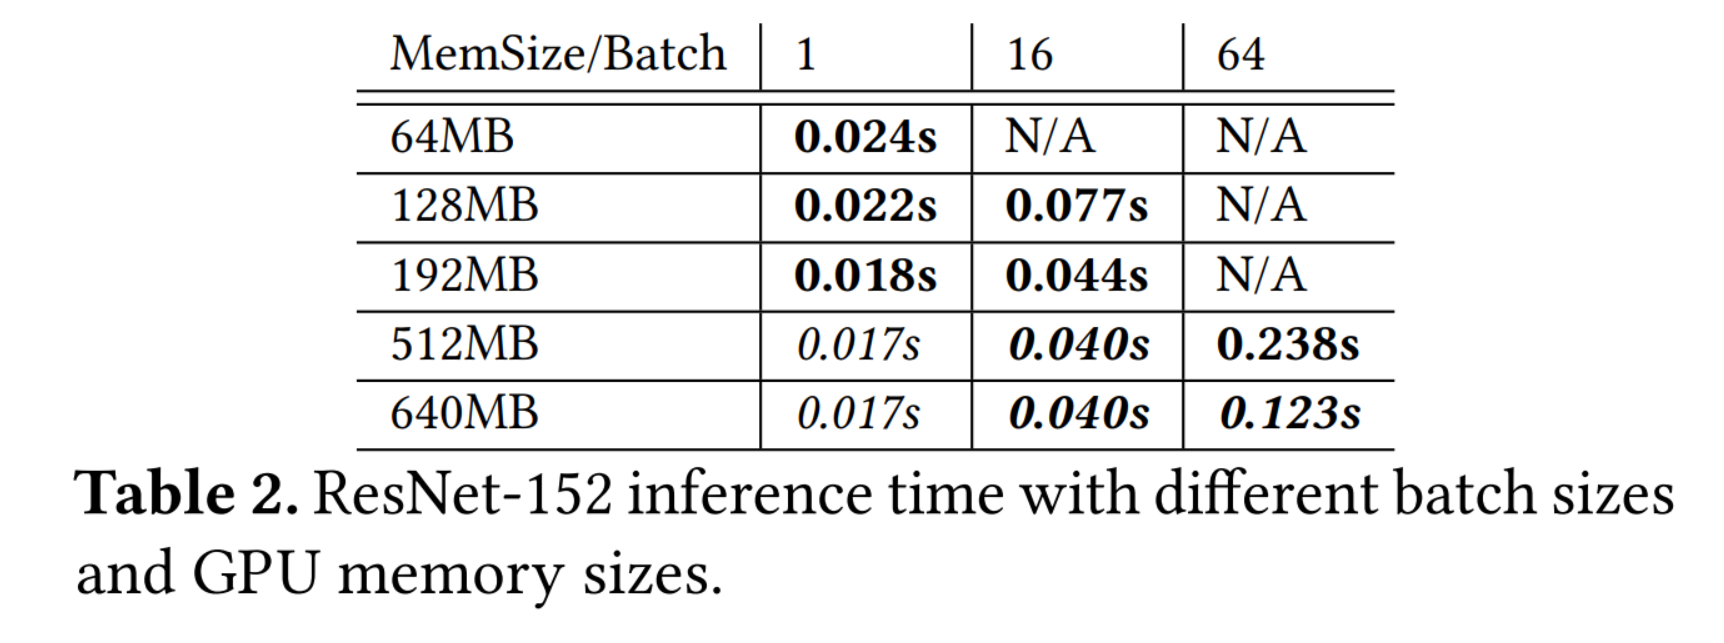 MemSize/Batch 1 16 64
64MB 0.024s N/A N/A
128MB 0.022s 0.077s N/A
192MB 0.018s 0.044s N/A
512MB 0.017s 0.040s 0.238s
640MB 0.017s 0.040s 0.123s
Table 2. ResNet-152 inference time with different batch sizes
and GPU memory sizes.